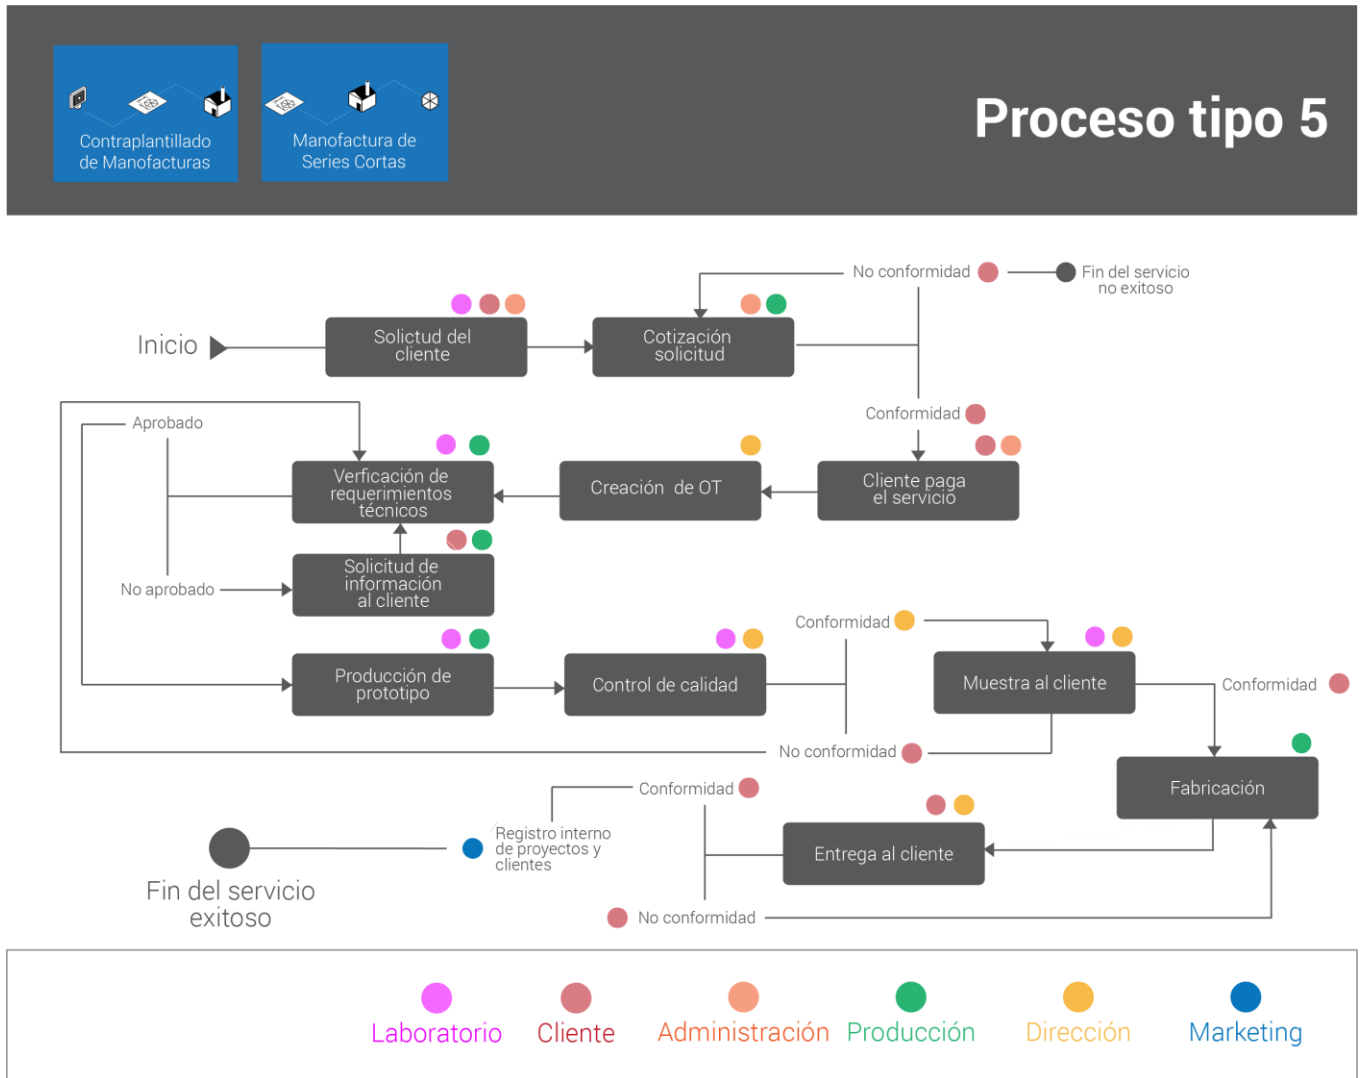 Contraplantillado
de Manofacturas
Manofactura de
Series Cortas
Proceso tipo 5
No conformidad
Fin del servicio
no exitoso
Inicio
Solictud del
cliente
Cotización
solicitud
Conformidad
Aprobado
Verficación de
requerimientos
técnicos
Creación de OT
Cliente paga
el servicio
No aprobado
Solicitud de
información
al cliente
Conformidad
Producción de
prototipo
Control de calidad
Muestra al cliente
Conformidad
No conformidad
Fabricación
Conformidad
Registro interno
de proyectos y
clientes
Entrega al cliente
Fin del servicio
exitoso
No conformidad
Laboratorio
Cliente
Administración
Producción
Dirección
Marketing